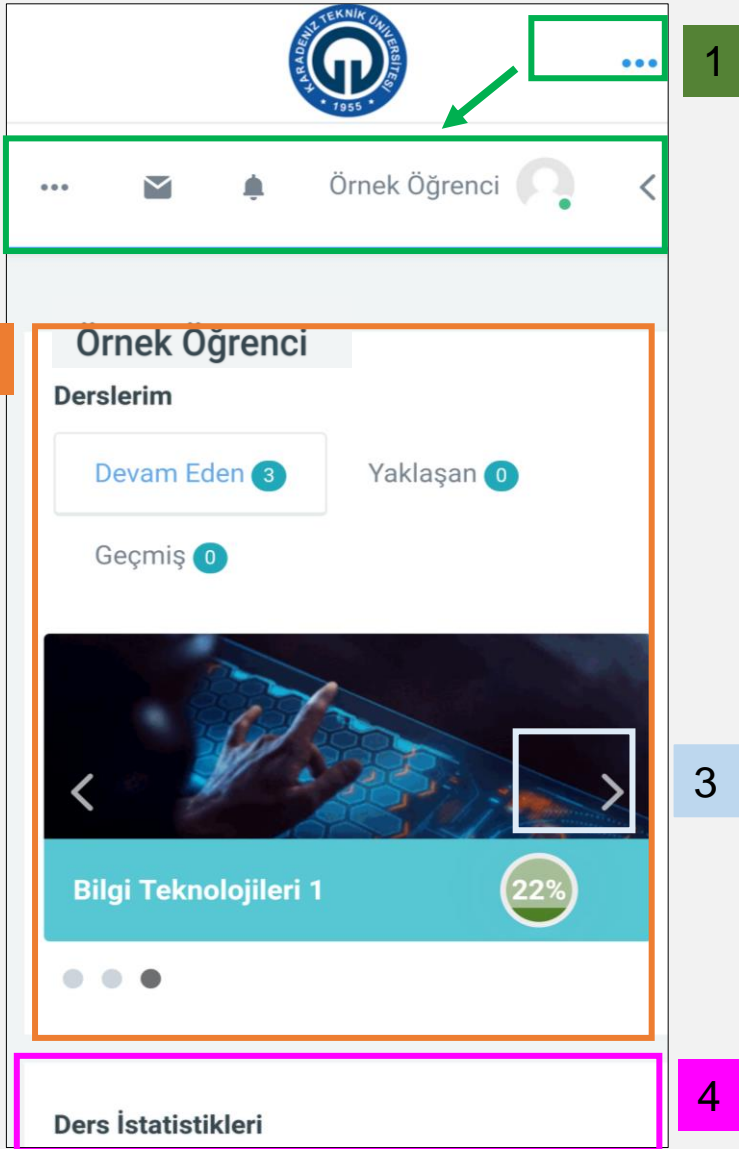 KARADENİZ TEKNİK ÜNİVERSİTESİ
1955
1
Örnek Öğrenci
Örnek Öğrenci
Derslerim
Devam Eden 3
Yaklaşan 0
Geçmiş 0
3
Bilgi Teknolojileri 1
22%
4
Ders İstatistikleri